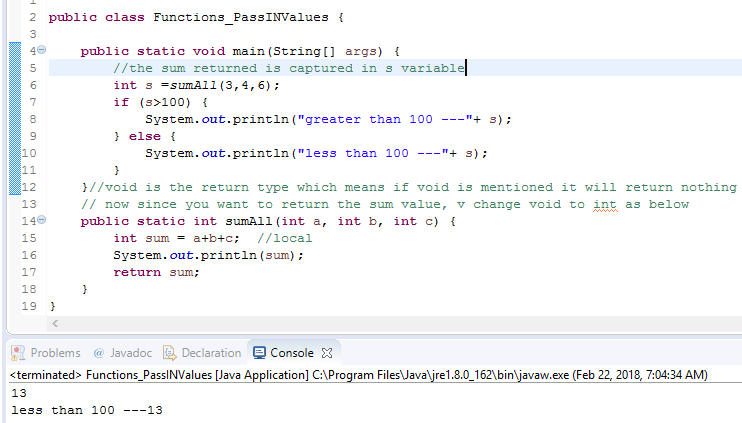 2 public class Functions_PassINValues {
3
4 public static void main(String[] args) {
5 //the sum returned is captured in s variable
6 int s =sumAll(3,4,6);
7 if (s>100) {
8 System.out.println("greater than 100 ---"+ s);
9 } else {
10 System.out.println("less than 100 ---"+ s);
11 }
12 }//void is the return type which means if void is mentioned it will return nothing
13 // now since you want to return the sum value, v change void to int as below
14 public static int sumAll(int a, int b, int c) {
15 int sum = a+b+c; //local
16 System.out.println(sum);
17 return sum;
18 }
19 }
Problems @ Javadoc Declaration Console
<terminated> Functions_PassINValues [Java Application] C:\Program Files\Java\jre1.8.0_162\bin\javaw.exe (Feb 22, 2018, 7:04:34 AM)
13
less than 100 ---13